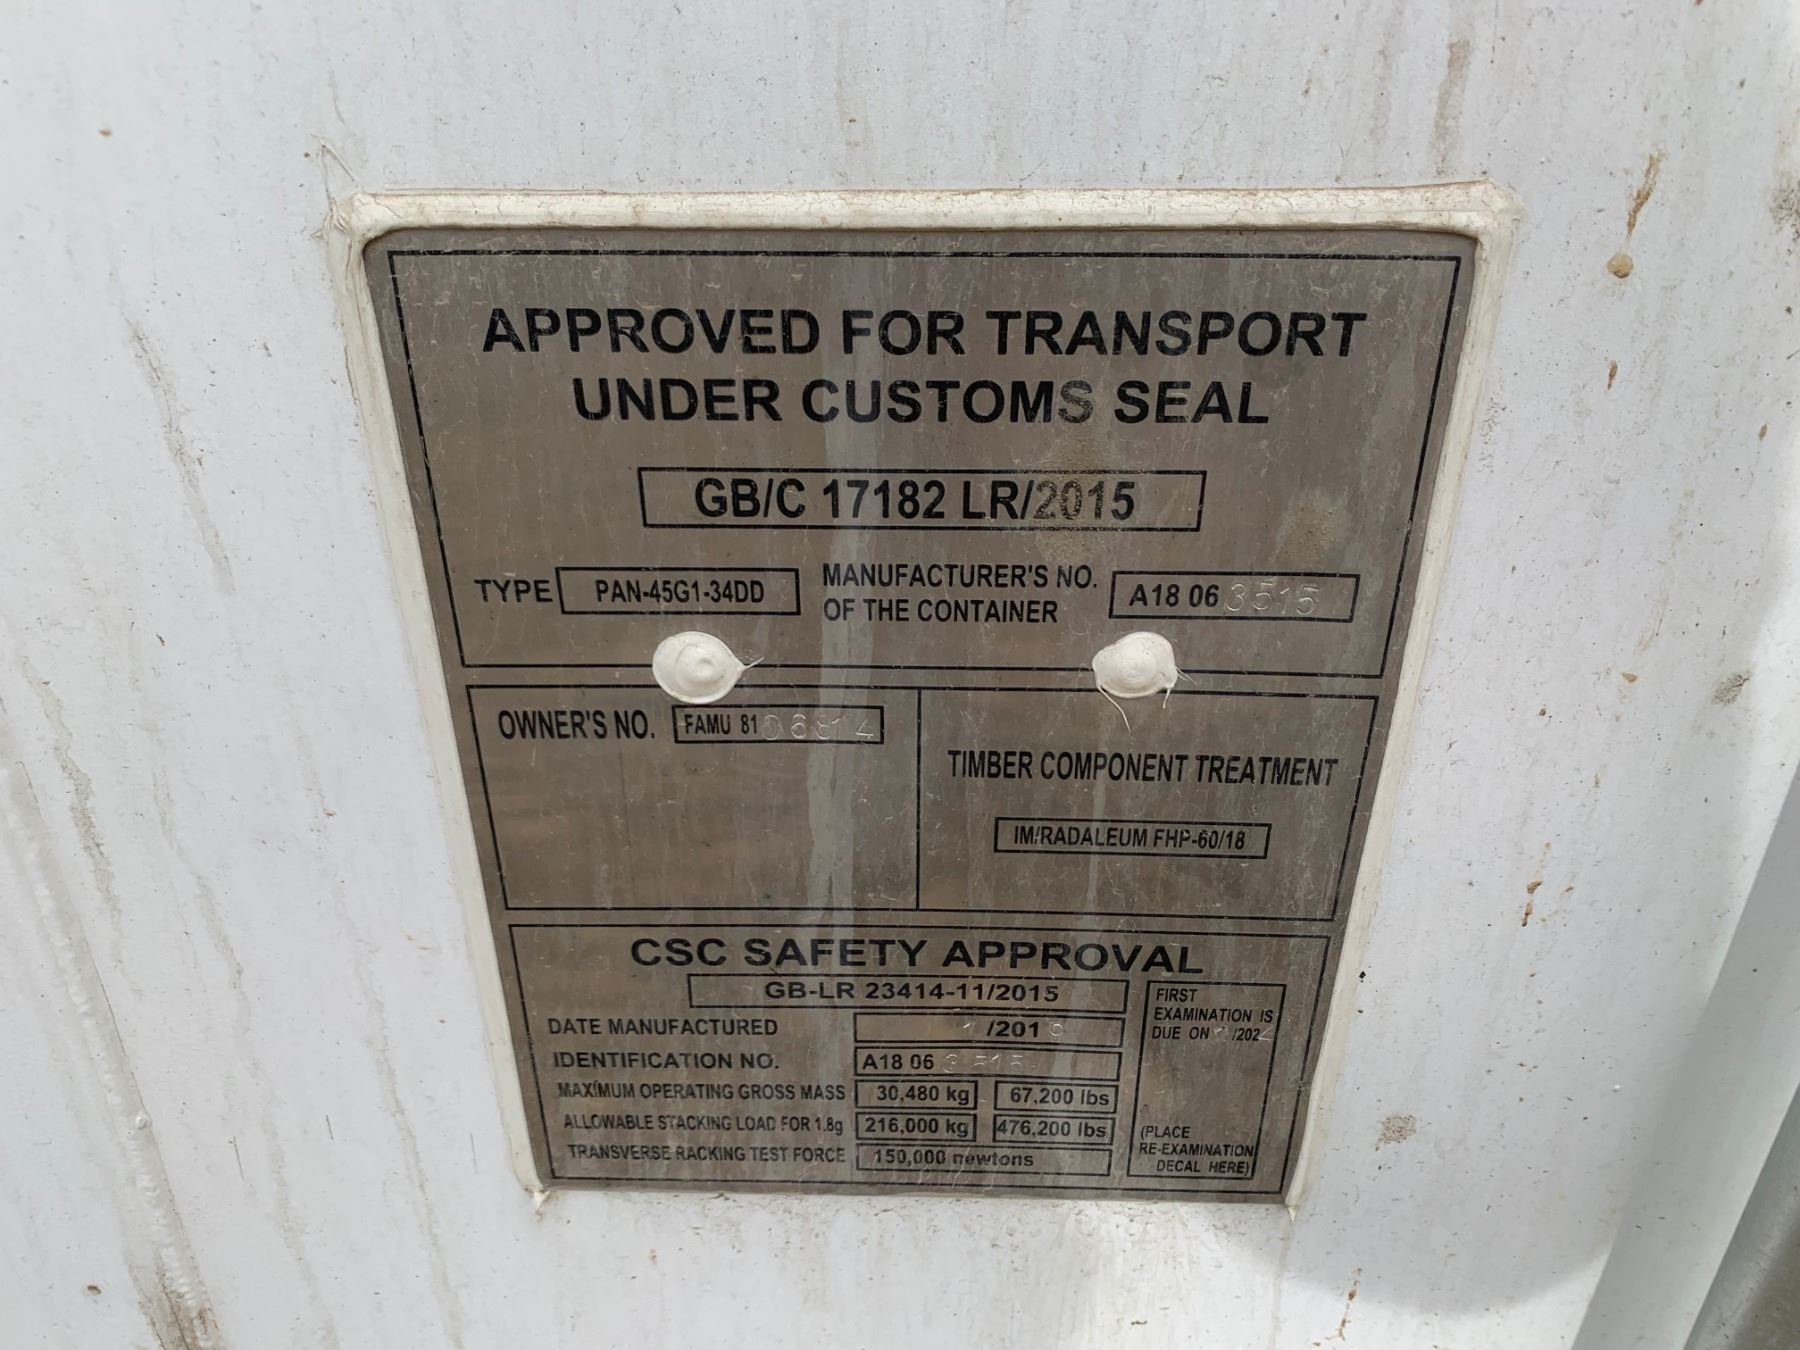 APPROVED FOR TRANSPORT
UNDER CUSTOMS SEAL
GB/C 17182 LR/2015
TYPE PAN-45G1-34DD
MANUFACTURER'S NO.
OF THE CONTAINER
A18 06 3515
OWNER'S NO. FAMU 81
TIMBER COMPONENT TREATMENT
IM/RADALEUM FHP-60/18
CSC SAFETY APPROVAL
GB-LR 23414-11/2015
DATE MANUFACTURED 1/2019
IDENTIFICATION NO. A18 06 3515
MAXIMUM OPERATING GROSS MASS 30,480 kg 67,200 lbs
ALLOWABLE STACKING LOAD FOR 1.8g 216,000 kg 476,200 lbs
TRANSVERSE RACKING TEST FORCE 150,000 newtons
FIRST
EXAMINATION IS
DUE ON
(PLACE
RE-EXAMINATION
DECAL HERE)